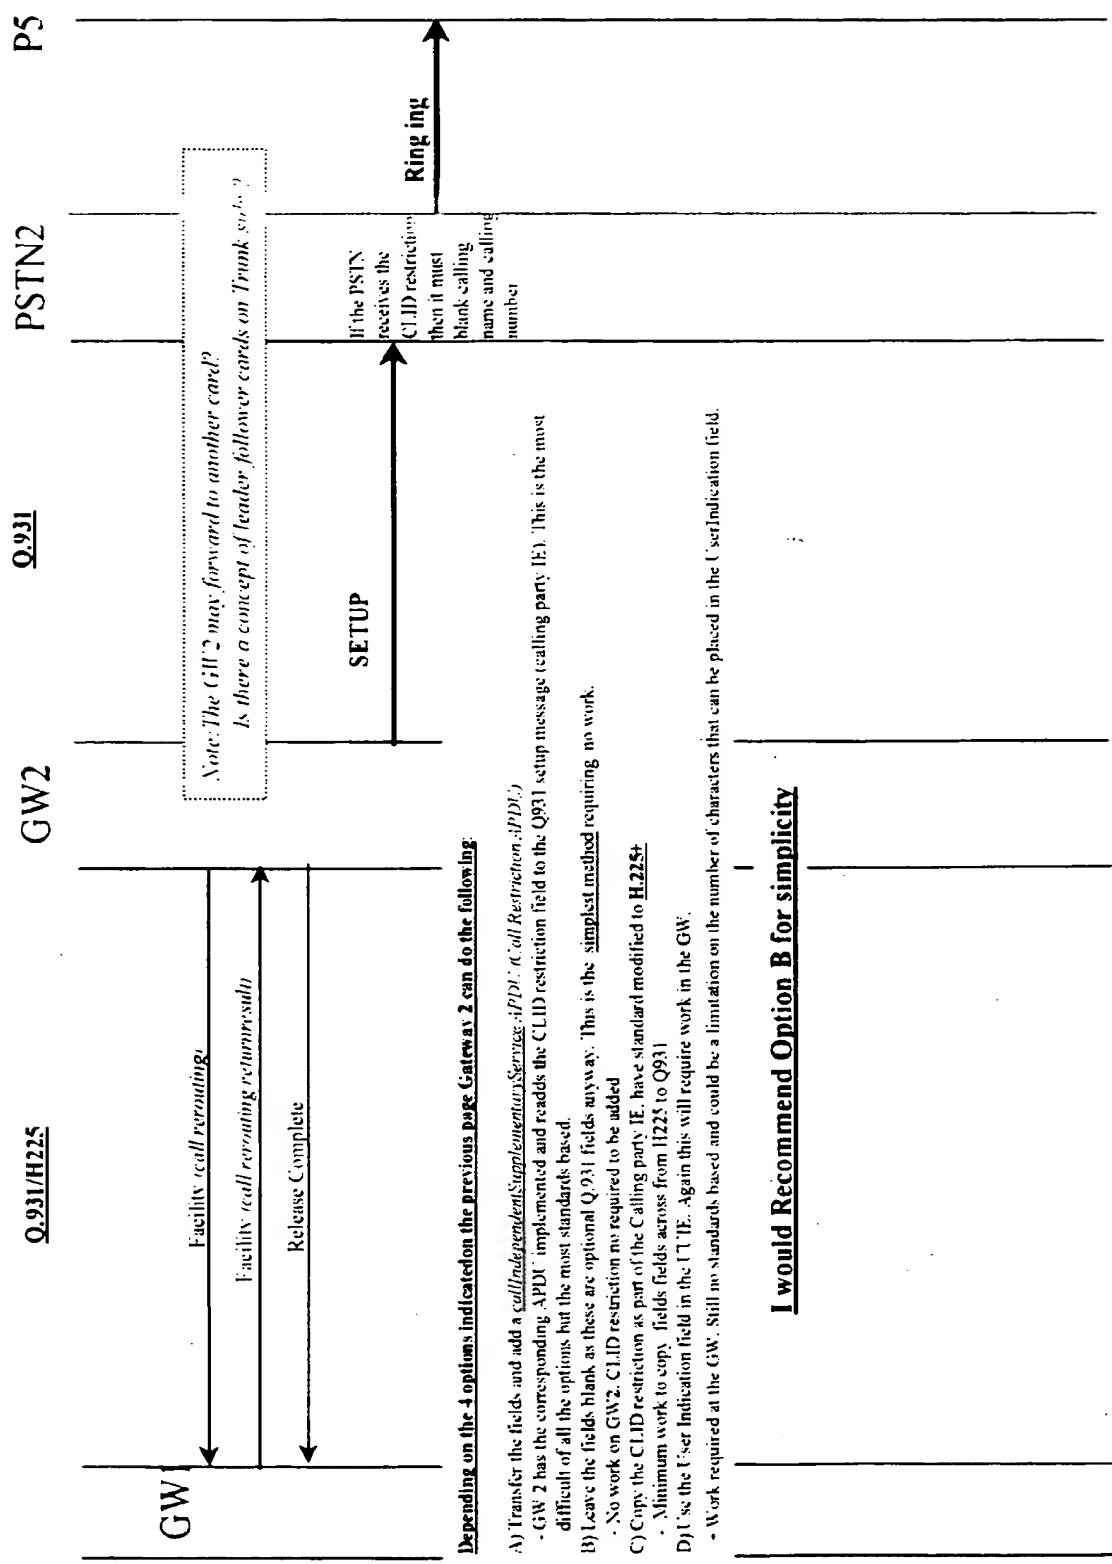 GW1
GW2
PSTN2
P5
Q.931/H225
Q.931
Facility (call rerouting)
Facility (call rerouting returnresult)
Release Complete
Note: The GW 2 may forward to another card?
Is there a concept of leader follower cards on Trunk
SETUP
If the PSTN
receives the
CLID restriction
then it must
blank calling
name and calling
number
Ring ing
Depending on the 4 options indicatedon the previous page Gateway 2 can do the following:
A) Transfer the fields and add a callIndependentSupplementaryService APDU (Call Restriction APDU)
- GW 2 has the corresponding APDU implemented and readds the CLID restriction field to the Q931 setup message (calling party IE). This is the most
difficult of all the options but the most standards based.
B) Leave the fields blank as these are optional Q.931 fields anyway. This is the simplest method requiring no work.
- No work on GW2. CLID restriction no required to be added
C) Copy the CLID restriction as part of the Calling party IE, have standard modified to H.225+
- Minimum work to copy fields across from H225 to Q931
D) Use the User Indication field in the UUIE. Again this will require work in the GW.
- Work required at the GW. Still no standards based and could be a limitation on the number of characters that can be placed in the UserIndication field.
I would Recommend Option B for simplicity